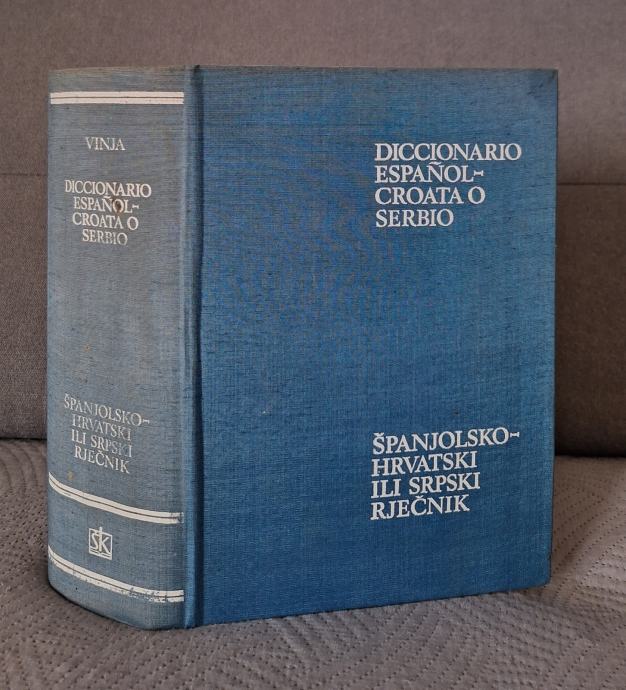 VINJA
DICCIONARIO
ESPAÑOL-
CROATA O
SERBIO
ŠPANJOLSKO-
HRVATSKI
ILI SRPSKI
RJEČNIK
ŠK
DICCIONARIO
ESPAÑOL-
CROATA O
SERBIO
ŠPANJOLSKO-
HRVATSKI
ILI SRPSKI
RJEČNIK